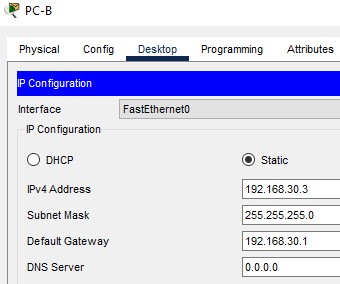 PC-B
Physical Config Desktop Programming Attributes
IP Configuration
Interface FastEthernet0
IP Configuration
DHCP Static
IPv4 Address 192.168.30.3
Subnet Mask 255.255.255.0
Default Gateway 192.168.30.1
DNS Server 0.0.0.0